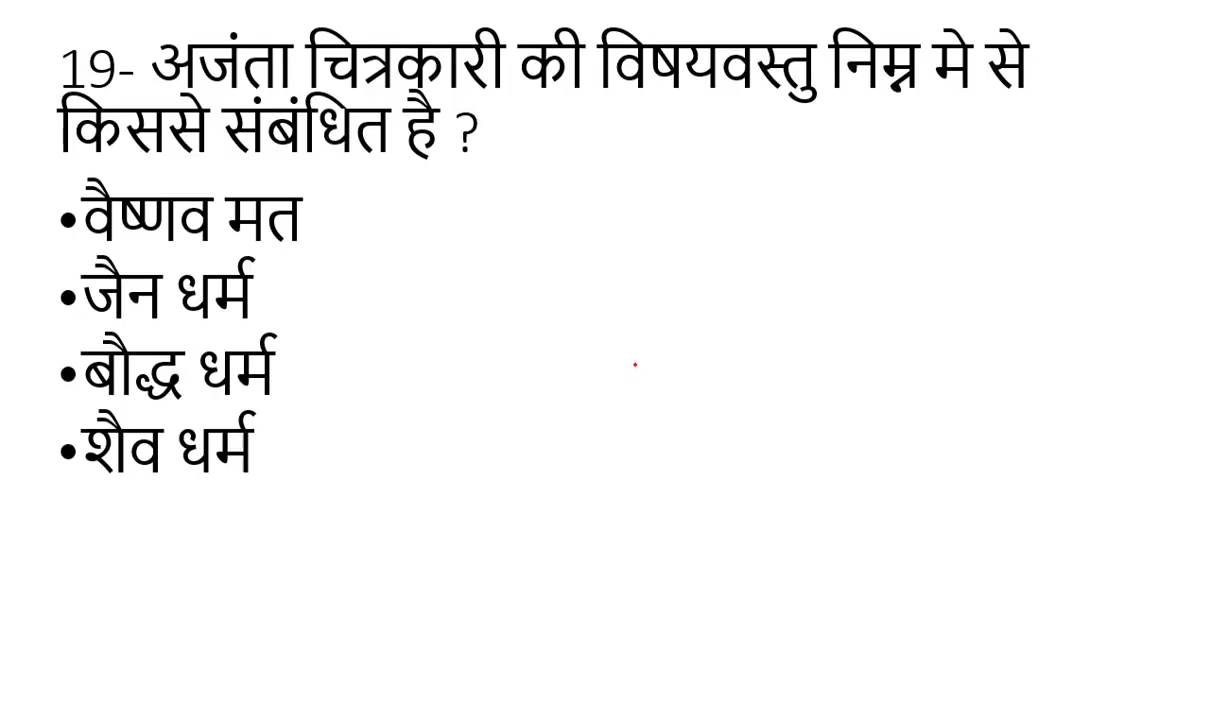 19- अजंता चित्रकारी की विषयवस्तु निम्न मे से
किससे संबंधित है ?
•वैष्णव मत
•जैन धर्म
•बौद्ध धर्म
•शैव धर्म